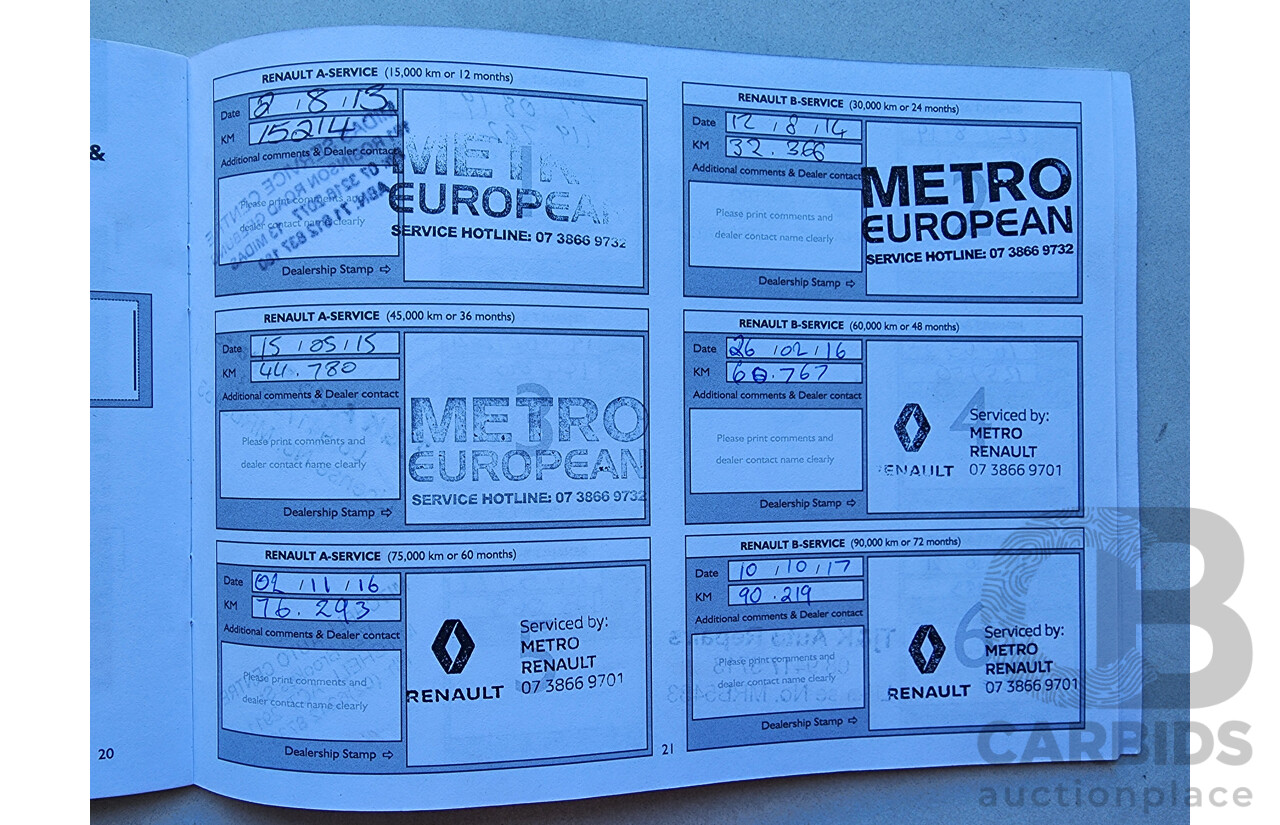 &
20
RENAULT A-SERVICE (15,000 km or 12 months)
Date 2 / 8 / 13
KM 15214
Additional comments & Dealer contact
Please print comments and
dealer contact name clearly
Dealership Stamp ⇨
METRO
EUROPEAN
SERVICE HOTLINE: 07 3866 9732
RENAULT B-SERVICE (30,000 km or 24 months)
Date 12 / 8 / 14
KM 32.366
Additional comments & Dealer contact
Please print comments and
dealer contact name clearly
Dealership Stamp ⇨
METRO
EUROPEAN
SERVICE HOTLINE: 07 3866 9732
RENAULT A-SERVICE (45,000 km or 36 months)
Date 15 / 05 / 15
KM 44.780
Additional comments & Dealer contact
Please print comments and
dealer contact name clearly
Dealership Stamp ⇨
3
METRO
EUROPEAN
SERVICE HOTLINE: 07 3866 9732
RENAULT B-SERVICE (60,000 km or 48 months)
Date 26 / 02 / 16
KM 60.767
Additional comments & Dealer contact
Please print comments and
dealer contact name clearly
Dealership Stamp ⇨
4
RENAULT
Serviced by:
METRO
RENAULT
07 3866 9701
RENAULT A-SERVICE (75,000 km or 60 months)
Date 02 / 11 / 16
KM 76.293
Additional comments & Dealer contact
Please print comments and
dealer contact name clearly
Dealership Stamp ⇨
RENAULT
Serviced by:
METRO
RENAULT
07 3866 9701
RENAULT B-SERVICE (90,000 km or 72 months)
Date 10 / 10 / 17
KM 90.219
Additional comments & Dealer contact
Please print comments and
dealer contact name clearly
Dealership Stamp ⇨
6
RENAULT
Serviced by:
METRO
RENAULT
07 3866 9701
21
CARBIDS
auctionplace